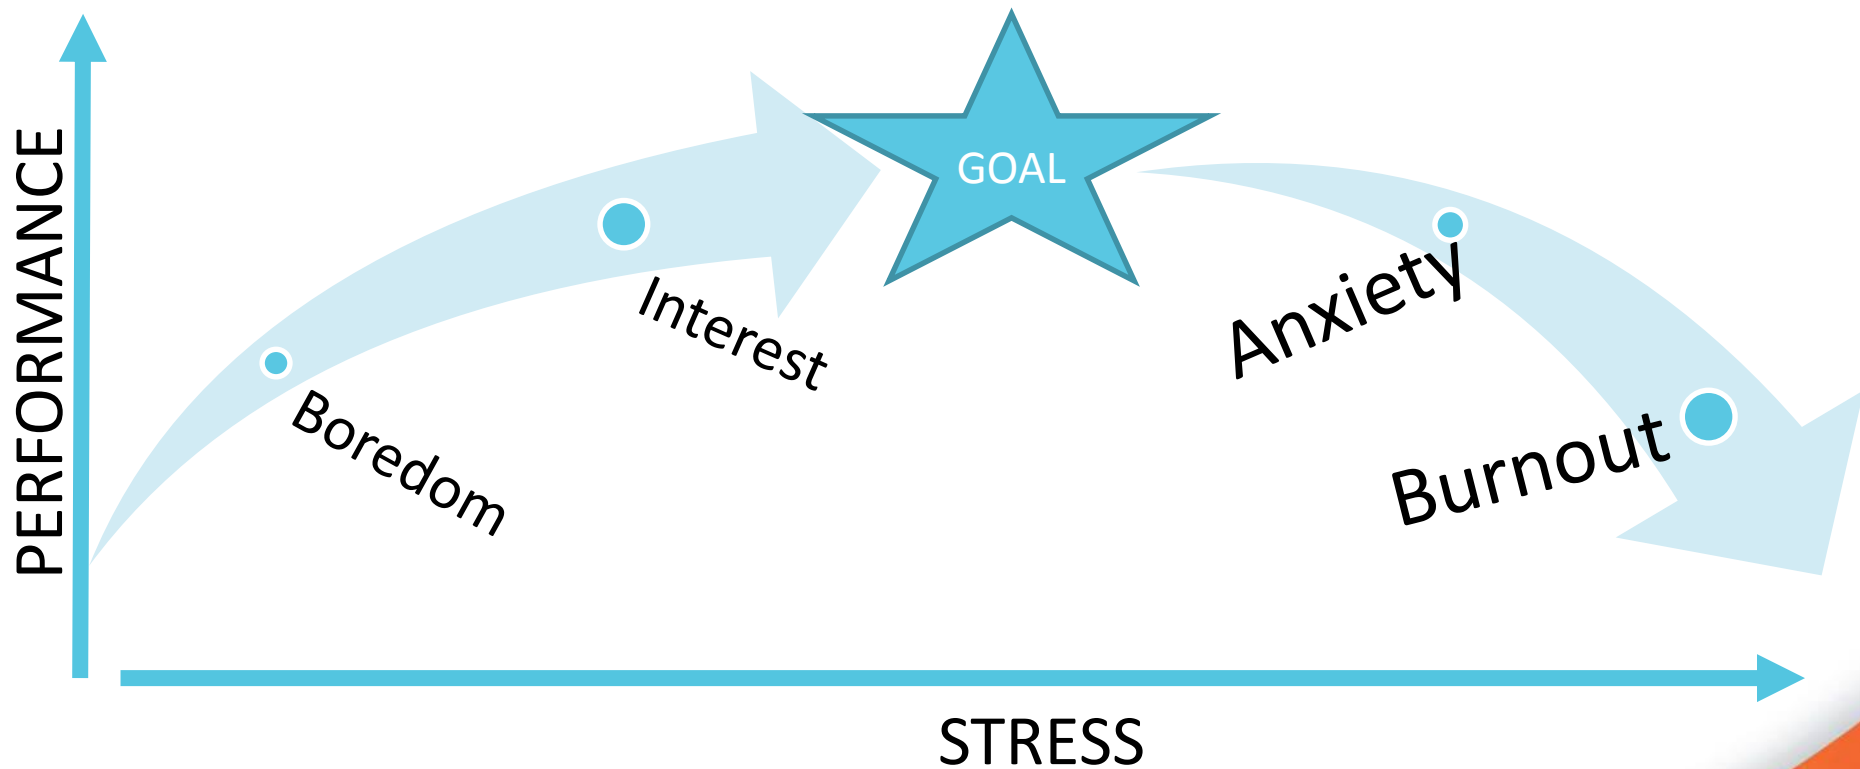 PERFORMANCE
GOAL
Interest
Boredom
Anxiety
Burnout
STRESS